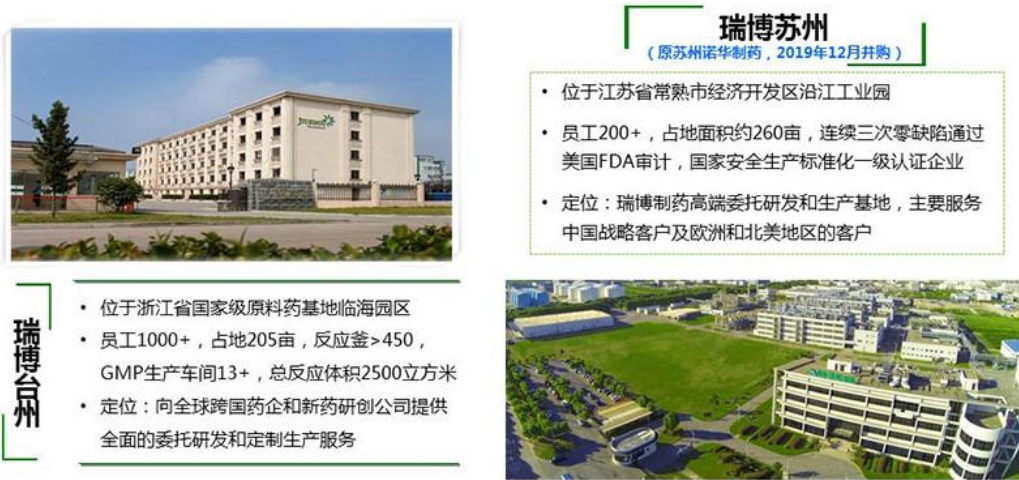 瑞博苏州
（原苏州诺华制药，2019年12月并购）
• 位于江苏省常熟市经济开发区沿江工业园
• 员工200+，占地面积约260亩，连续三次零缺陷通过
美国FDA审计，国家安全生产标准化一级认证企业
• 定位：瑞博制药高端委托研发和生产基地，主要服务
中国战略客户及欧洲和北美地区的客户
瑞博台州
• 位于浙江省国家级原料药基地临海园区
• 员工1000+，占地205亩，反应釜>450，
GMP生产车间13+，总反应体积2500立方米
• 定位：向全球跨国药企和新药研创公司提供
全面的委托研发和定制生产服务